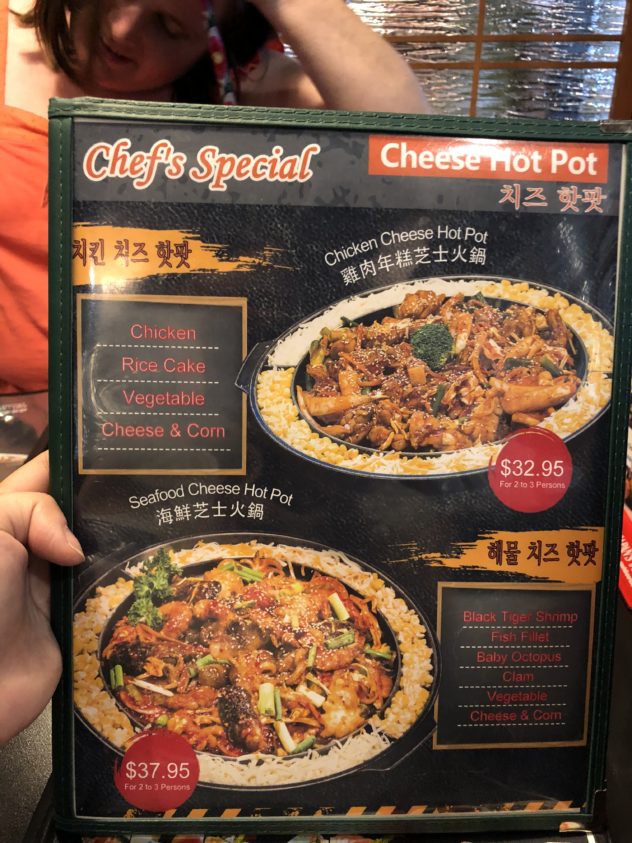 Chef's Special
Cheese Hot Pot
치즈 핫팟
치킨 치즈 핫팟
Chicken Cheese Hot Pot
雞肉年糕芝士火鍋
Chicken
Rice Cake
Vegetable
Cheese & Corn
$32.95
For 2 to 3 Persons
Seafood Cheese Hot Pot
海鮮芝士火鍋
해물 치즈 핫팟
Black Tiger Shrimp
Fish Fillet
Baby Octopus
Clam
Vegetable
Cheese & Corn
$37.95
For 2 to 3 Persons